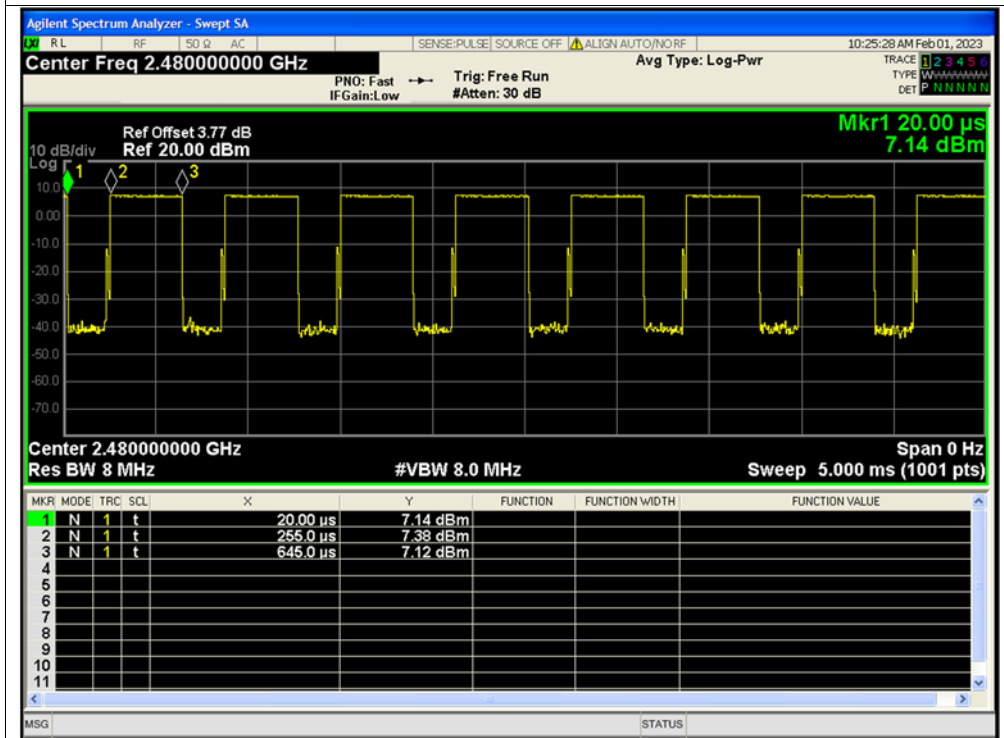 Agilent Spectrum Analyzer - Swept SA
LXI RL RF 50 Ω AC SENSE:PULSE SOURCE OFF ALIGN AUTO/NORF 10:25:28 AM Feb 01, 2023
Center Freq 2.480000000 GHz
PNO: Fast
IFGain:Low
Trig: Free Run
#Atten: 30 dB
Avg Type: Log-Pwr
TRACE 1 2 3 4 5 6
TYPE W
DET P N N N N N
Mkr1 20.00 µs
7.14 dBm
Ref Offset 3.77 dB
10 dB/div Ref 20.00 dBm
Log
1 2 3
10.0
0.00
-10.0
-20.0
-30.0
-40.0
-50.0
-60.0
-70.0
Center 2.480000000 GHz Span 0 Hz
Res BW 8 MHz #VBW 8.0 MHz Sweep 5.000 ms (1001 pts)
MKR MODE TRC SCL X Y FUNCTION FUNCTION WIDTH FUNCTION VALUE
1 N 1 t 20.00 µs 7.14 dBm
2 N 1 t 255.0 µs 7.38 dBm
3 N 1 t 645.0 µs 7.12 dBm
4
5
6
7
8
9
10
11
MSG STATUS